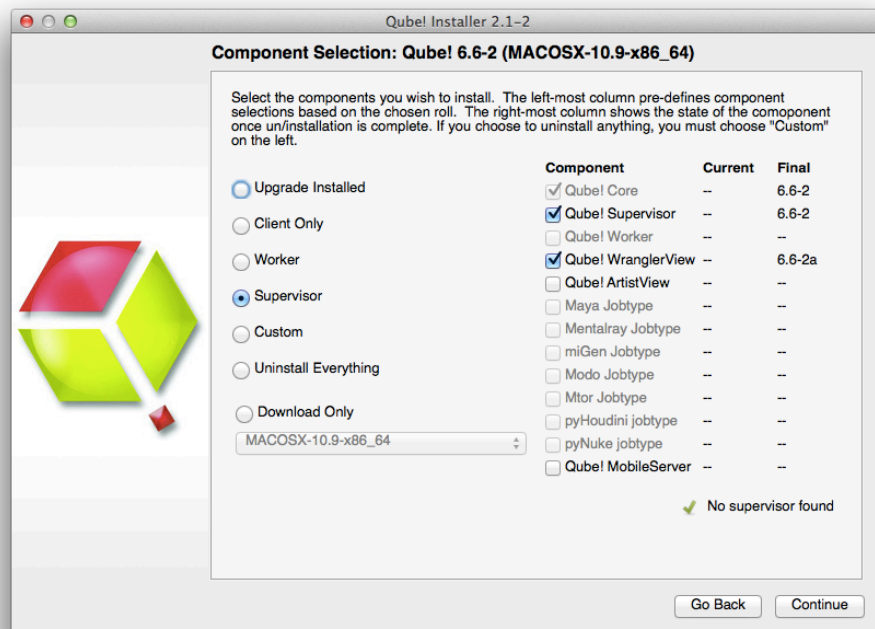 Qube! Installer 2.1-2
Component Selection: Qube! 6.6-2 (MACOSX-10.9-x86_64)
Select the components you wish to install. The left-most column pre-defines component
selections based on the chosen roll. The right-most column shows the state of the comoponent
once un/installation is complete. If you choose to uninstall anything, you must choose "Custom"
on the left.
Upgrade Installed
Client Only
Worker
Supervisor
Custom
Uninstall Everything
Download Only
MACOSX-10.9-x86_64
Component Current Final
Qube! Core -- 6.6-2
Qube! Supervisor -- 6.6-2
Qube! Worker -- --
Qube! WranglerView -- 6.6-2a
Qube! ArtistView -- --
Maya Jobtype -- --
Mentalray Jobtype -- --
miGen Jobtype -- --
Modo Jobtype -- --
Mtor Jobtype -- --
pyHoudini jobtype -- --
pyNuke jobtype -- --
Qube! MobileServer -- --
No supervisor found
Go Back Continue